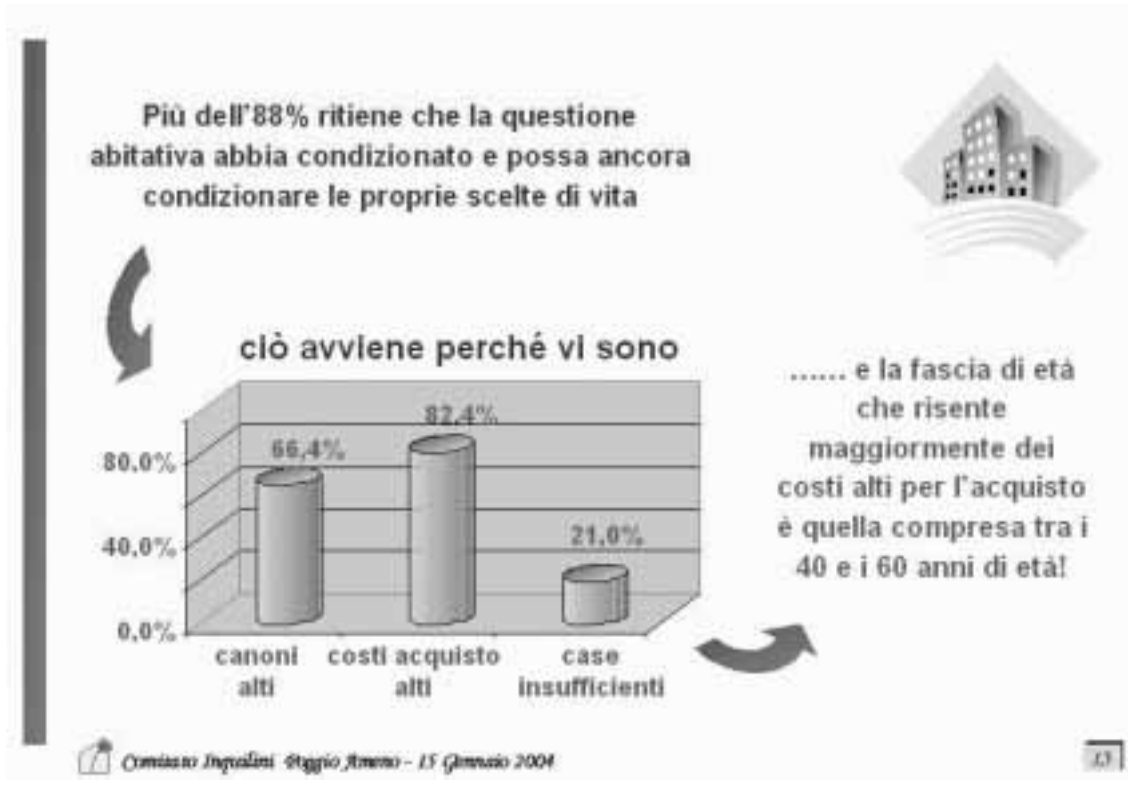 Più dell'88% ritiene che la questione
abitativa abbia condizionato e possa ancora
condizionare le proprie scelte di vita
ciò avviene perché vi sono
82,4%
66,4%
21,0%
80,0%
40,0%
0,0%
canoni
alti
costi acquisto
alti
case
insufficienti
...... e la fascia di età
che risente
maggiormente dei
costi alti per l'acquisto
è quella compresa tra i
40 e i 60 anni di età!
Comitato Inquilini Poggio Ameno - 15 Gennaio 2004